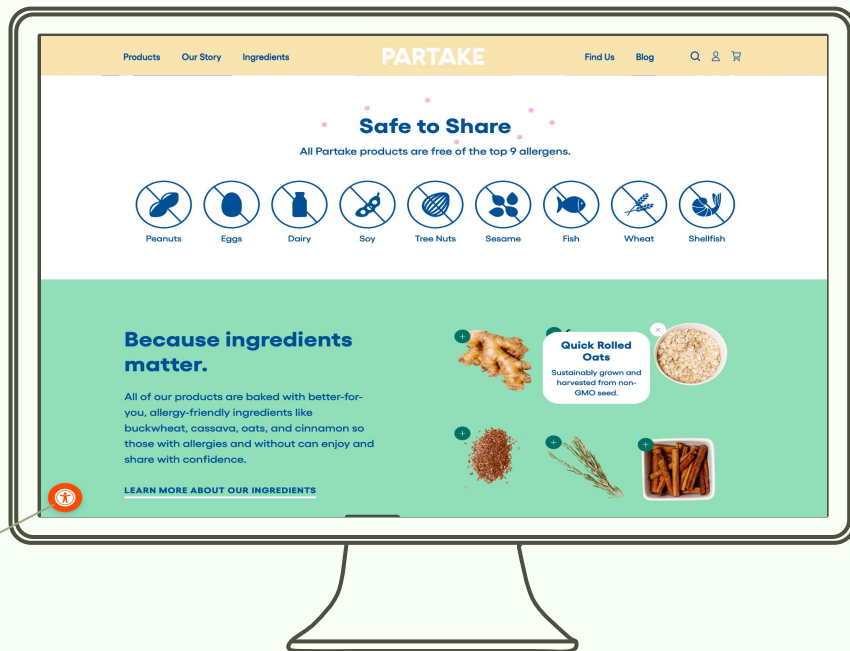 Products Our Story Ingredients PARTAKE Find Us Blog
Safe to Share
All Partake products are free of the top 9 allergens.
Peanuts Eggs Dairy Soy Tree Nuts Sesame Fish Wheat Shellfish
Because ingredients
matter.
All of our products are baked with better-for-
you, allergy-friendly ingredients like
buckwheat, cassava, oats, and cinnamon so
those with allergies and without can enjoy and
share with confidence.
LEARN MORE ABOUT OUR INGREDIENTS
Quick Rolled
Oats
Sustainably grown and
harvested from non-
GMO seed.